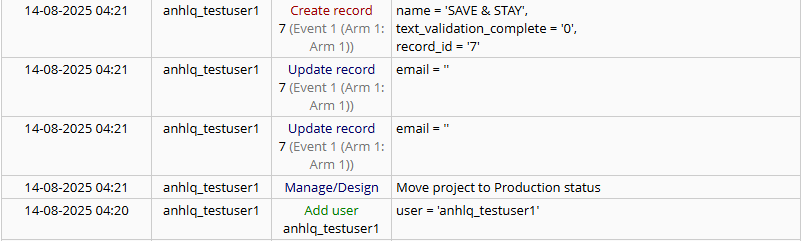 14-08-2025 04:21 anhlq_testuser1 Create record name = 'SAVE & STAY',
7 (Event 1 (Arm 1: text_validation_complete = '0',
Arm 1)) record_id = '7'
14-08-2025 04:21 anhlq_testuser1 Update record email = ''
7 (Event 1 (Arm 1:
Arm 1))
14-08-2025 04:21 anhlq_testuser1 Update record email = ''
7 (Event 1 (Arm 1:
Arm 1))
14-08-2025 04:21 anhlq_testuser1 Manage/Design Move project to Production status
14-08-2025 04:20 anhlq_testuser1 Add user user = 'anhlq_testuser1'
anhlq_testuser1